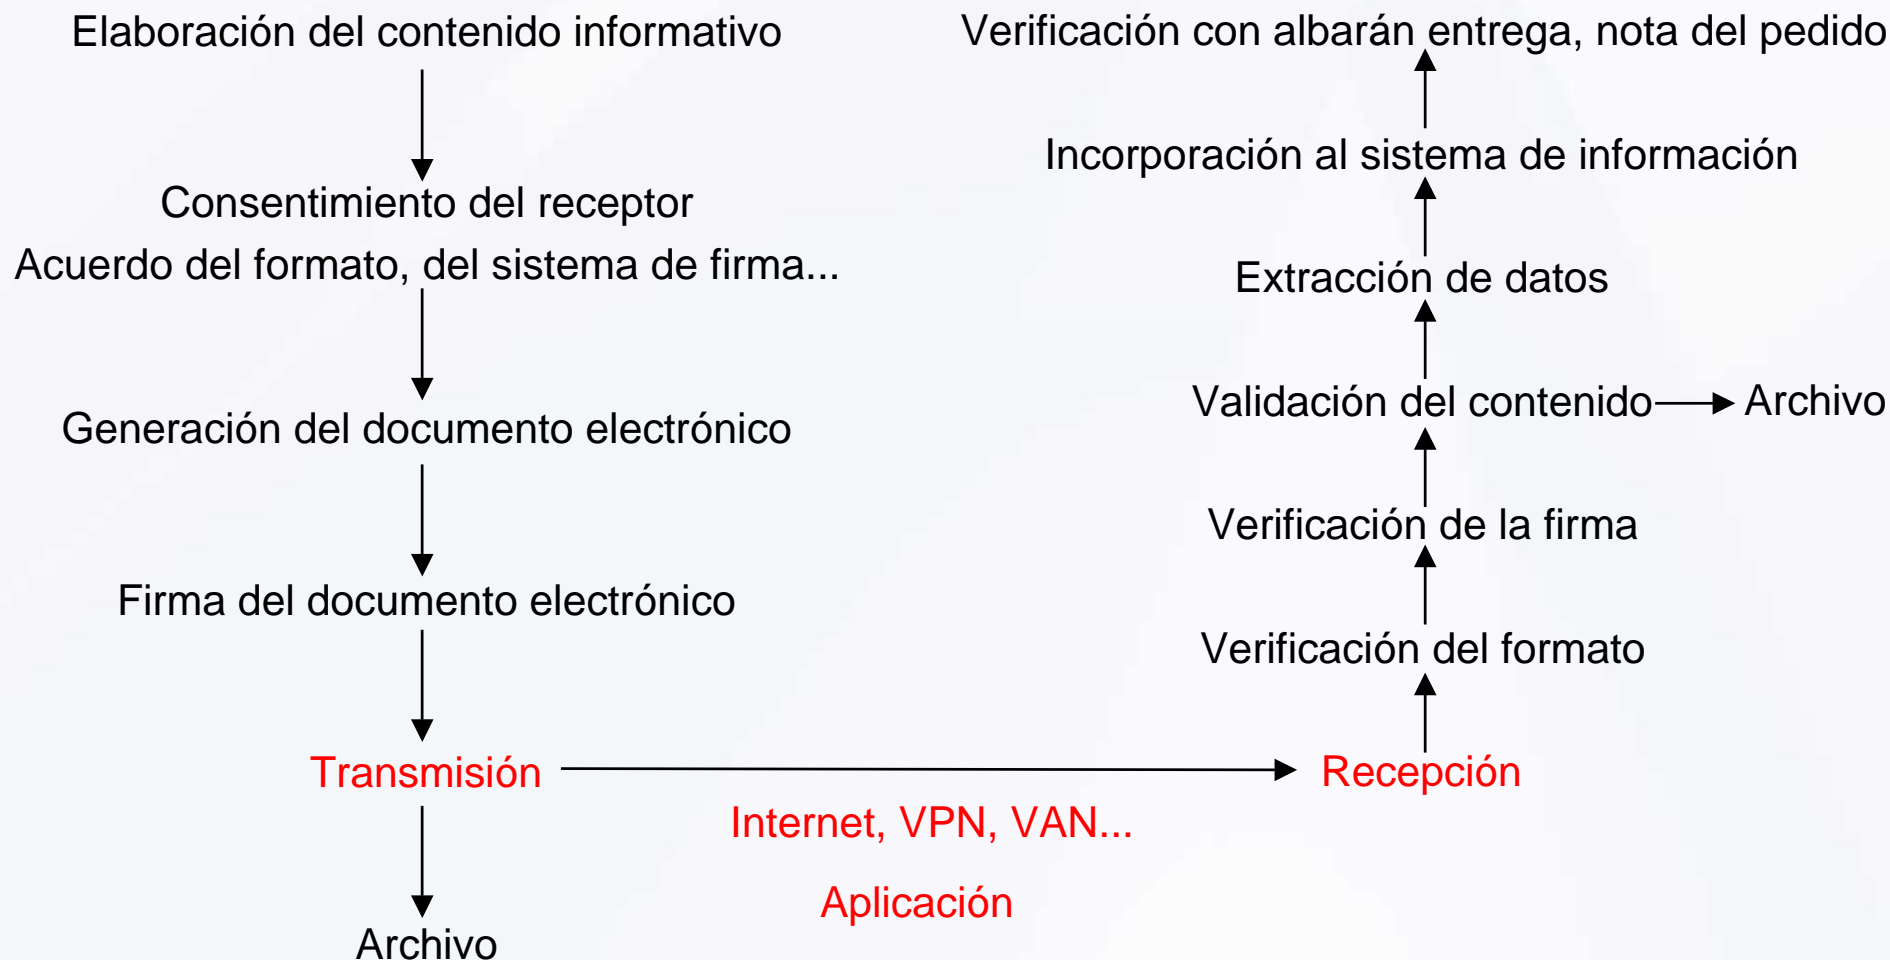 Elaboración del contenido informativo
Consentimiento del receptor
Acuerdo del formato, del sistema de firma...
Generación del documento electrónico
Firma del documento electrónico
Transmisión
Archivo
Internet, VPN, VAN...
Aplicación
Verificación con albarán entrega, nota del pedido
Incorporación al sistema de información
Extracción de datos
Validación del contenido
Archivo
Verificación de la firma
Verificación del formato
Recepción